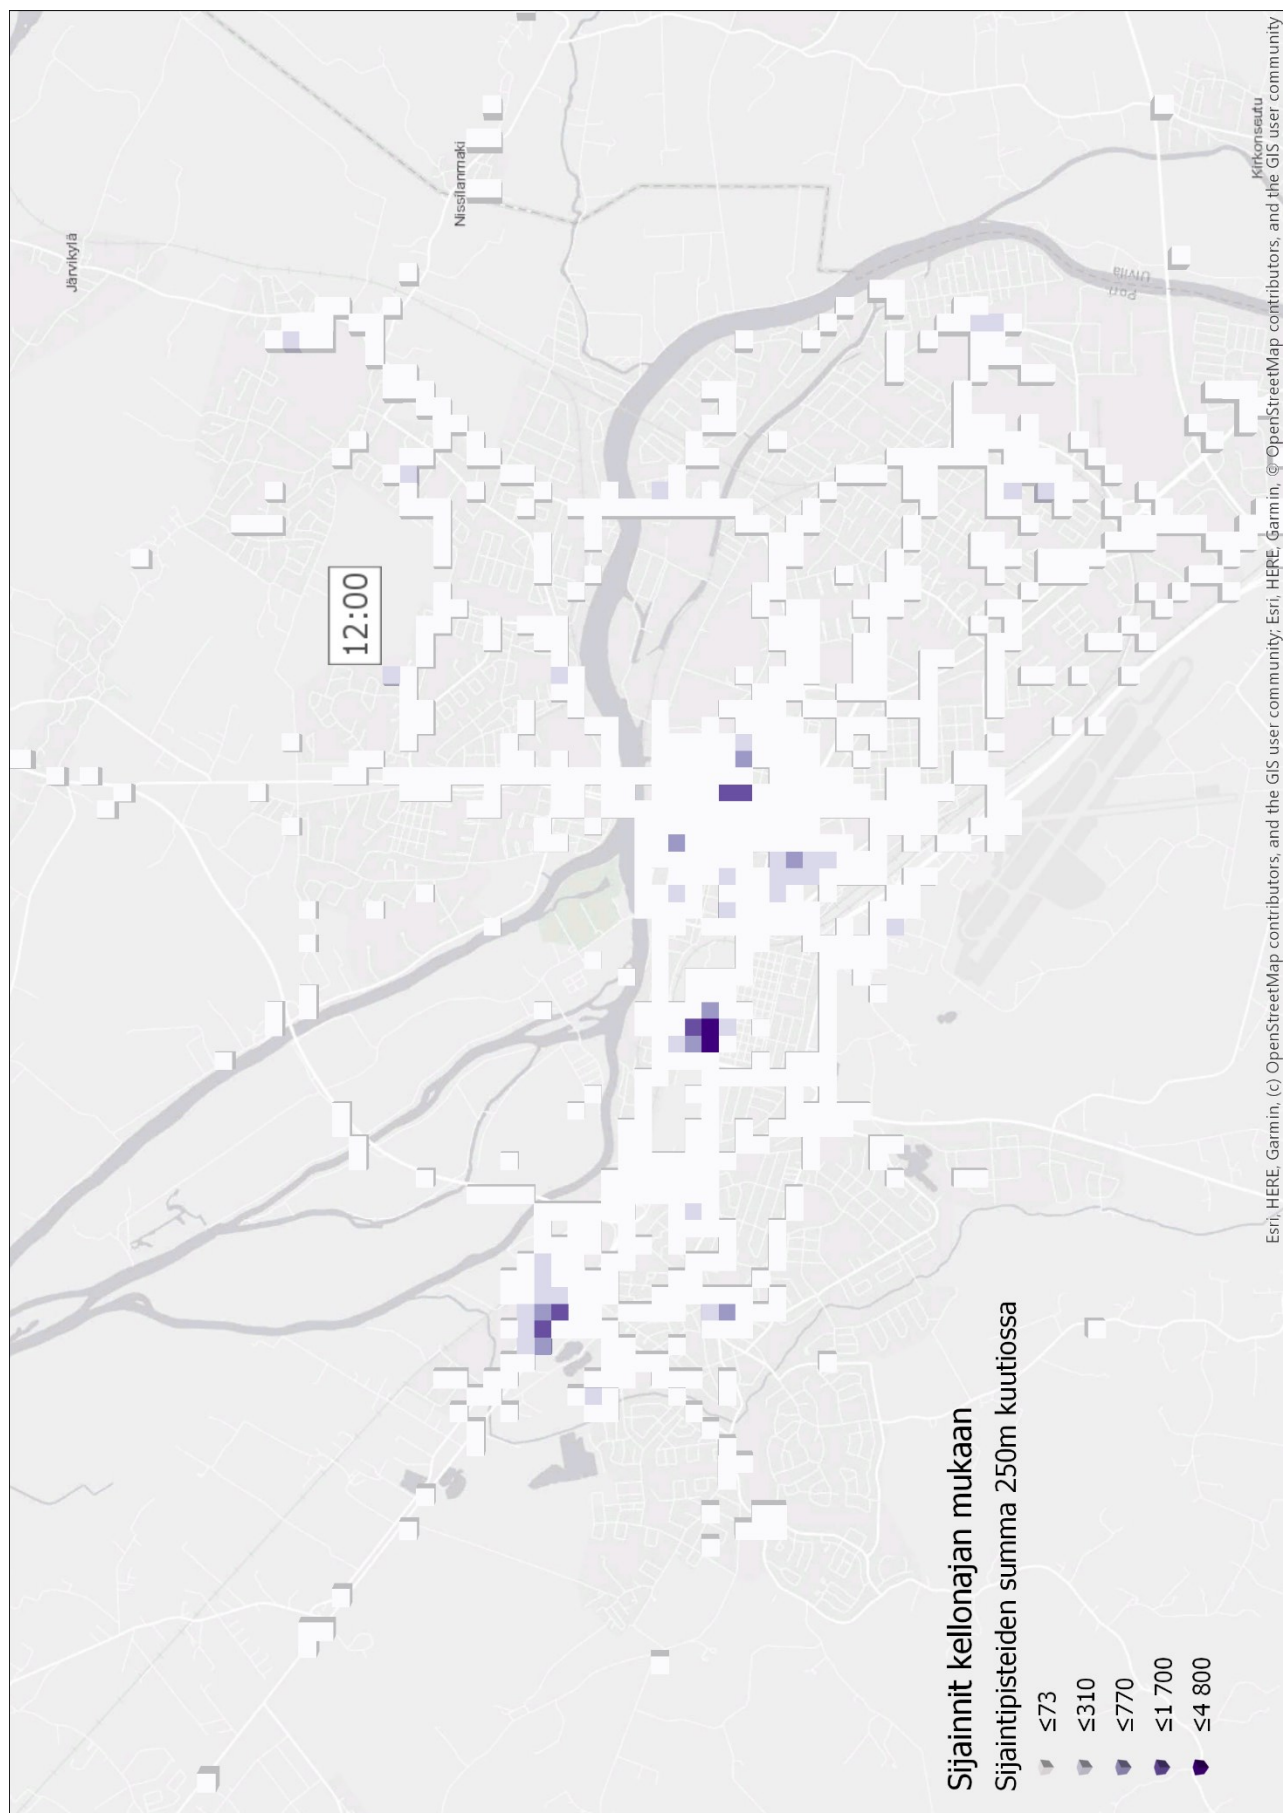 Järvikylä
Nissilänmäki
12:00
Kirkonseutu
Ulvila
Pori
Sijainnit kellonajan mukaan
Sijaintipisteiden summa 250m kuutiossa
≤73
≤310
≤770
≤1 700
≤4 800
Esri, HERE, Garmin, (c) OpenStreetMap contributors, and the GIS user community; Esri, HERE, Garmin, © OpenStreetMap contributors, and the GIS user community